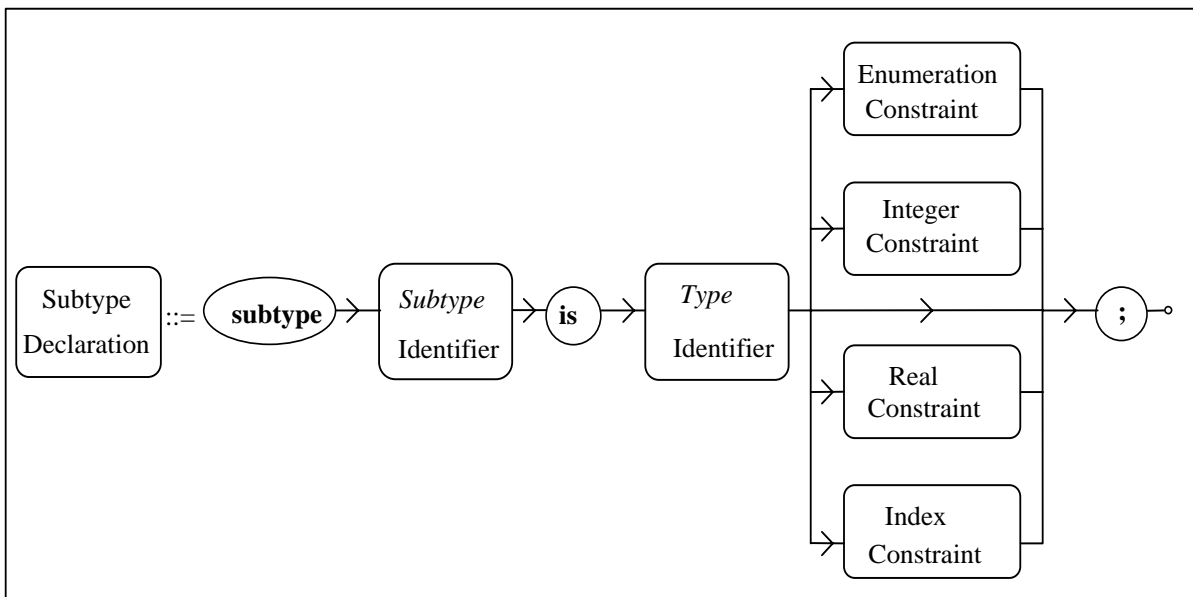 Subtype
Declaration
::=
subtype
Subtype
Identifier
is
Type
Identifier
Enumeration
Constraint
Integer
Constraint
Real
Constraint
Index
Constraint
;